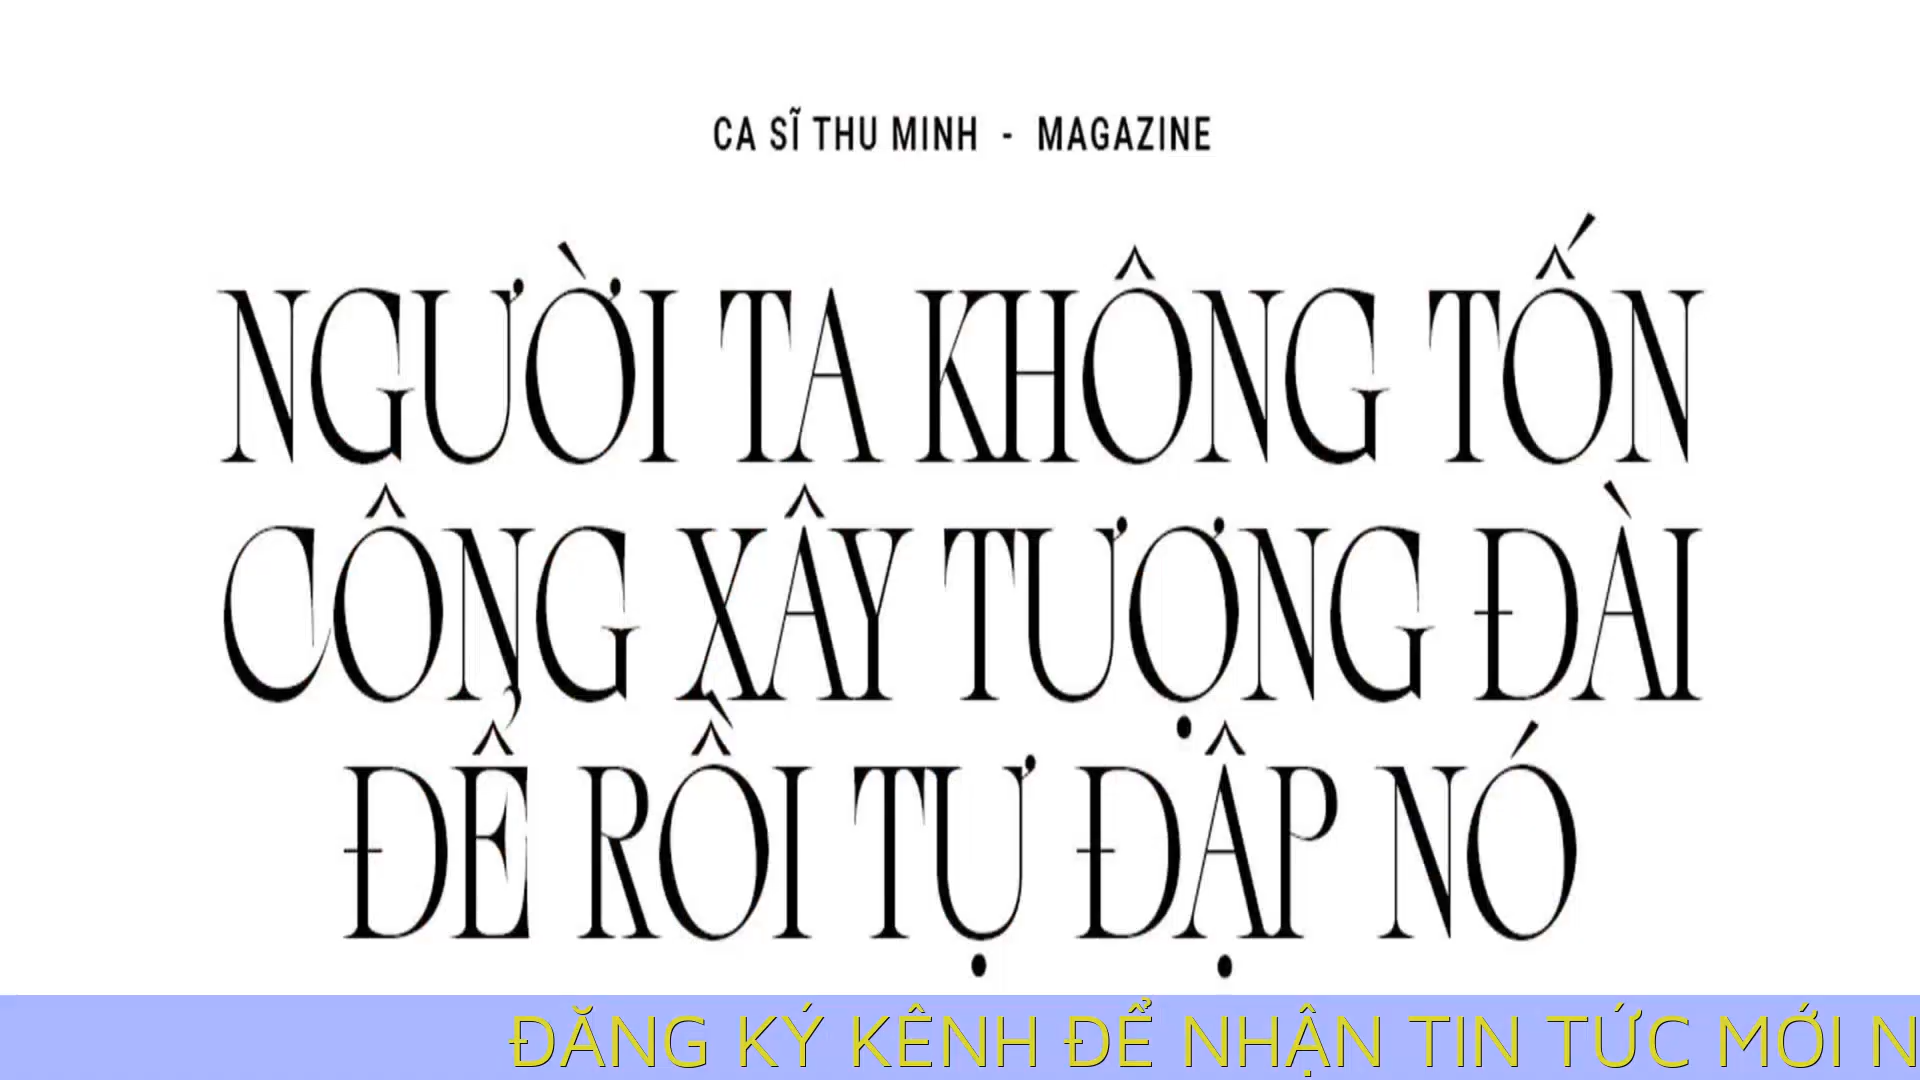 CA SĨ THU MINH - MAGAZINE
NGƯỜI TA KHÔNG TỐN
CÔNG XÂY TƯỢNG ĐÀI
ĐỂ RỒI TỰ ĐẬP NÓ
ĐĂNG KÝ KÊNH ĐỂ NHẬN TIN TỨC MỚI